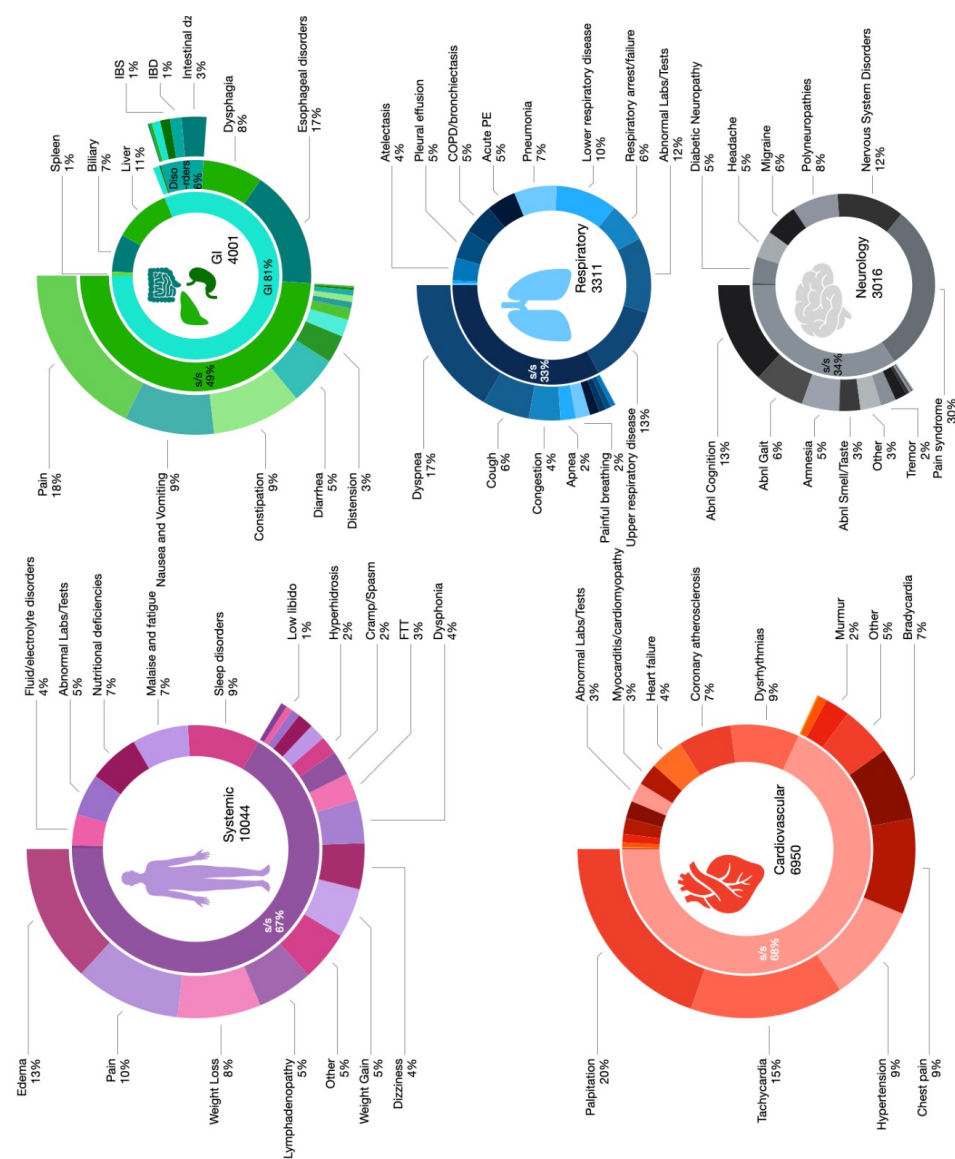 Systemic
10044
s/s
67%
Fluid/electrolyte disorders
4%
Abnormal Labs/Tests
5%
Nutritional deficiencies
7%
Malaise and fatigue
7%
Sleep disorders
9%
Low libido
1%
Hyperhidrosis
2%
Cramp/Spasm
2%
FTT
3%
Dysphonia
4%
Dizziness
4%
Weight Gain
5%
Other
5%
Lymphadenopathy
5%
Weight Loss
8%
Pain
10%
Edema
13%
GI
4001
GI 81%
s/s
49%
Diso
-rders
6%
Spleen
1%
Biliary
7%
Liver
11%
IBS
1%
IBD
1%
Intestinal dz
3%
Dysphagia
8%
Esophageal disorders
17%
Distension
3%
Diarrhea
5%
Constipation
9%
Nausea and Vomiting
9%
Pain
18%
Cardiovascular
6950
s/s
68%
Abnormal Labs/Tests
3%
Myocarditis/cardiomyopathy
3%
Heart failure
4%
Coronary atherosclerosis
7%
Dysrhythmias
9%
Murmur
2%
Other
5%
Bradycardia
7%
Chest pain
9%
Hypertension
9%
Tachycardia
15%
Palpitation
20%
Respiratory
3311
s/s
33%
Atelectasis
4%
Pleural effusion
5%
COPD/bronchiectasis
5%
Acute PE
5%
Pneumonia
7%
Lower respiratory disease
10%
Respiratory arrest/failure
6%
Abnormal Labs/Tests
12%
Upper respiratory disease
13%
Painful breathing
2%
Apnea
2%
Congestion
4%
Cough
6%
Dyspnea
17%
Neurology
3016
s/s
34%
Diabetic Neuropathy
5%
Headache
5%
Migraine
6%
Polyneuropathies
8%
Nervous System Disorders
12%
Pain syndrome
30%
Tremor
2%
Other
3%
Abnl Smell/Taste
3%
Amnesia
5%
Abnl Gait
6%
Abnl Cognition
13%